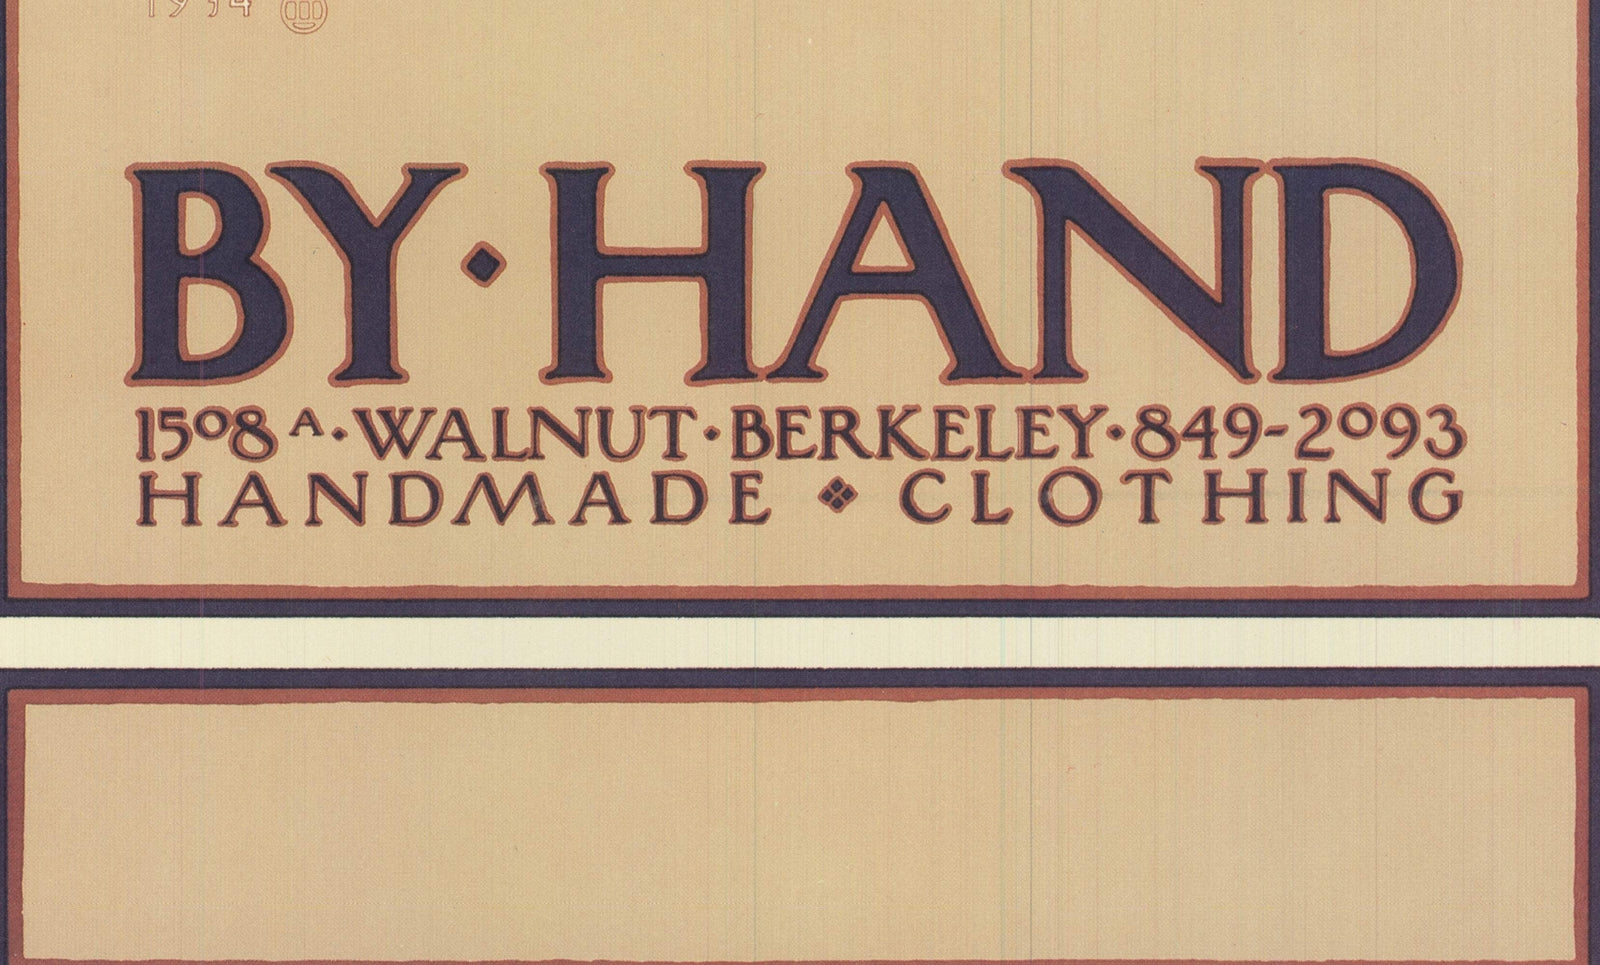 BY·HAND
1508 A·WALNUT·BERKELEY·849-2093
HANDMADE ❖ CLOTHING